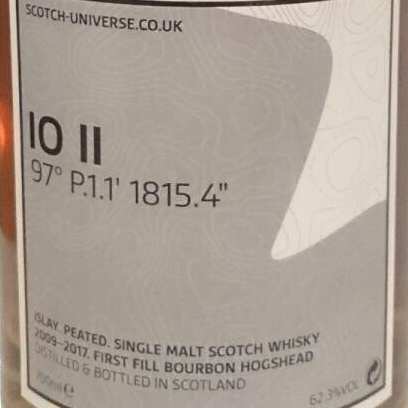 SCOTCH-UNIVERSE.CO.UK
IO II
97° P.1.1' 1815.4"
ISLAY. PEATED. SINGLE MALT SCOTCH WHISKY
2009-2017. FIRST FILL BOURBON HOGSHEAD
DISTILLED & BOTTLED IN SCOTLAND
700ml e
62.3%VOL